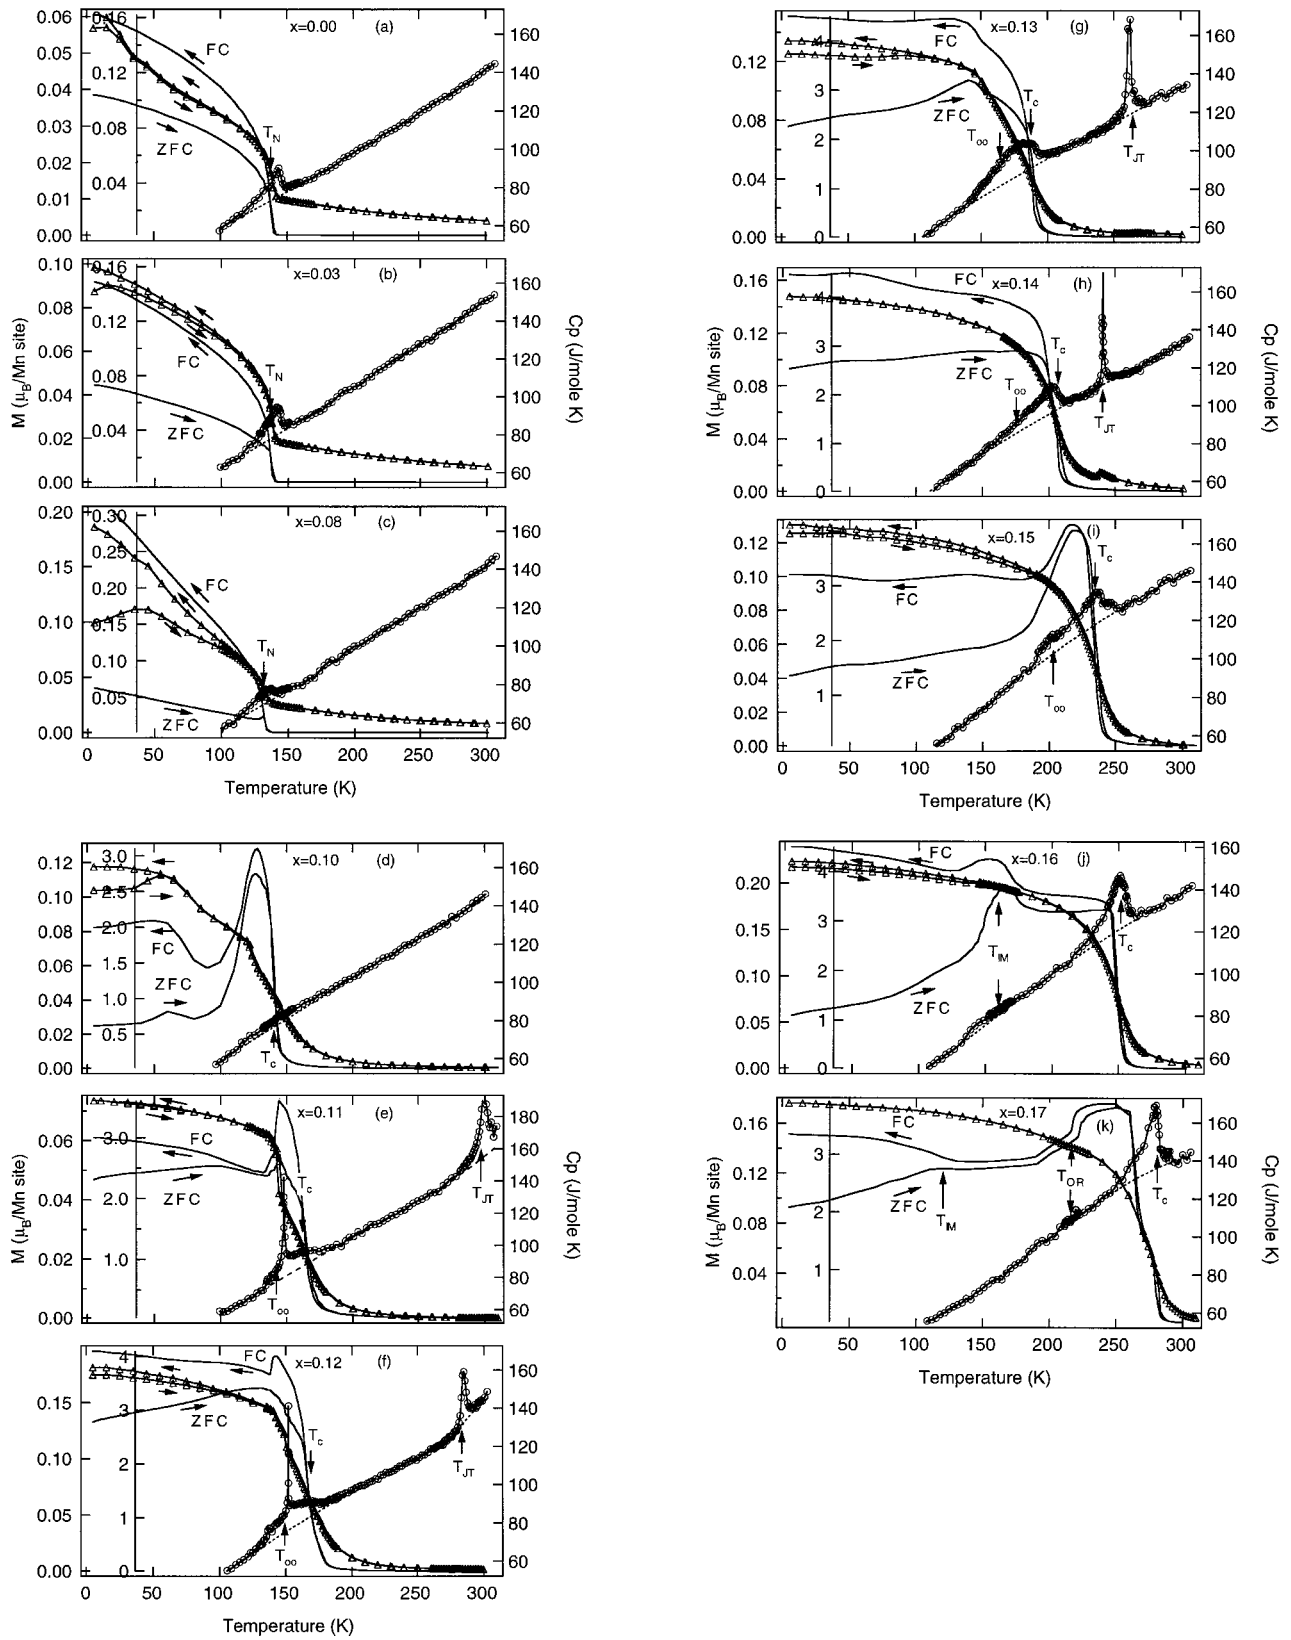 x=0.00 (a)
FC
ZFC
T_N
0.06
0.05
0.04
0.03
0.02
0.01
0.00
0.16
0.12
0.08
0.04
160
140
120
100
80
60
x=0.03 (b)
FC
ZFC
T_N
0.10
0.08
0.06
0.04
0.02
0.00
0.16
0.12
0.08
0.04
160
140
120
100
80
60
M (μ_B/Mn site)
Cp (J/mole K)
x=0.08 (c)
FC
ZFC
T_N
0.20
0.15
0.10
0.05
0.00
0.30
0.25
0.20
0.15
0.10
0.05
160
140
120
100
80
60
0 50 100 150 200 250 300
Temperature (K)
x=0.10 (d)
FC
ZFC
T_c
0.12
0.10
0.08
0.06
0.04
0.02
0.00
3.0
2.5
2.0
1.5
1.0
0.5
160
140
120
100
80
60
x=0.11 (e)
FC
ZFC
T_c
T_JT
T_oo
0.06
0.04
0.02
0.00
3.0
2.0
1.0
180
160
140
120
100
80
60
M (μ_B/Mn site)
Cp (J/mole K)
x=0.12 (f)
FC
ZFC
T_c
T_JT
T_oo
0.15
0.10
0.05
0.00
4
3
2
1
0
160
140
120
100
80
60
0 50 100 150 200 250 300
Temperature (K)
x=0.13 (g)
FC
ZFC
T_c
T_oo
T_JT
0.12
0.08
0.04
0.00
4
3
2
1
0
160
140
120
100
80
60
x=0.14 (h)
FC
ZFC
T_c
T_oo
T_JT
0.16
0.12
0.08
0.04
0.00
4
3
2
1
0
160
140
120
100
80
60
M (μ_B/Mn site)
Cp (J/mole K)
x=0.15 (i)
FC
ZFC
T_c
T_oo
0.12
0.10
0.08
0.06
0.04
0.02
0.00
3
2
1
160
140
120
100
80
60
0 50 100 150 200 250 300
Temperature (K)
x=0.16 (j)
FC
ZFC
T_IM
T_c
0.20
0.15
0.10
0.05
0.00
4
3
2
1
0
160
140
120
100
80
60
x=0.17 (k)
FC
ZFC
T_IM
T_OR
T_c
0.16
0.12
0.08
0.04
3
2
1
160
140
120
100
80
60
M (μ_B/Mn site)
Cp (J/mole K)
0 50 100 150 200 250 300
Temperature (K)